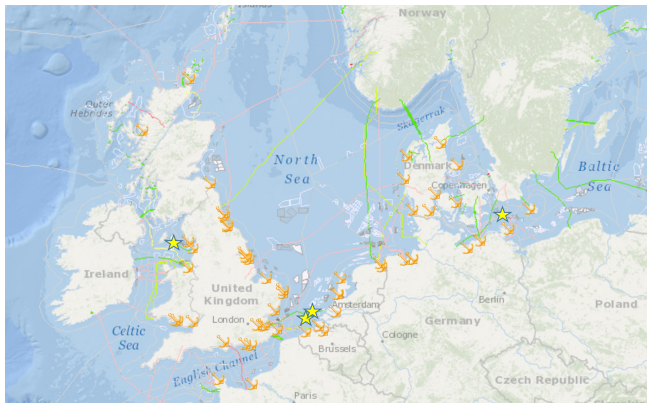 Norway
Outer
Hebrides
Skagerrak
North
Sea
Denmark
Copenhagen
Baltic
Sea
Ireland
United
Kingdom
Amsterdam
Berlin
Poland
London
Germany
Celtic
Sea
Brussels
Cologne
English Channel
Czech Republic
Paris